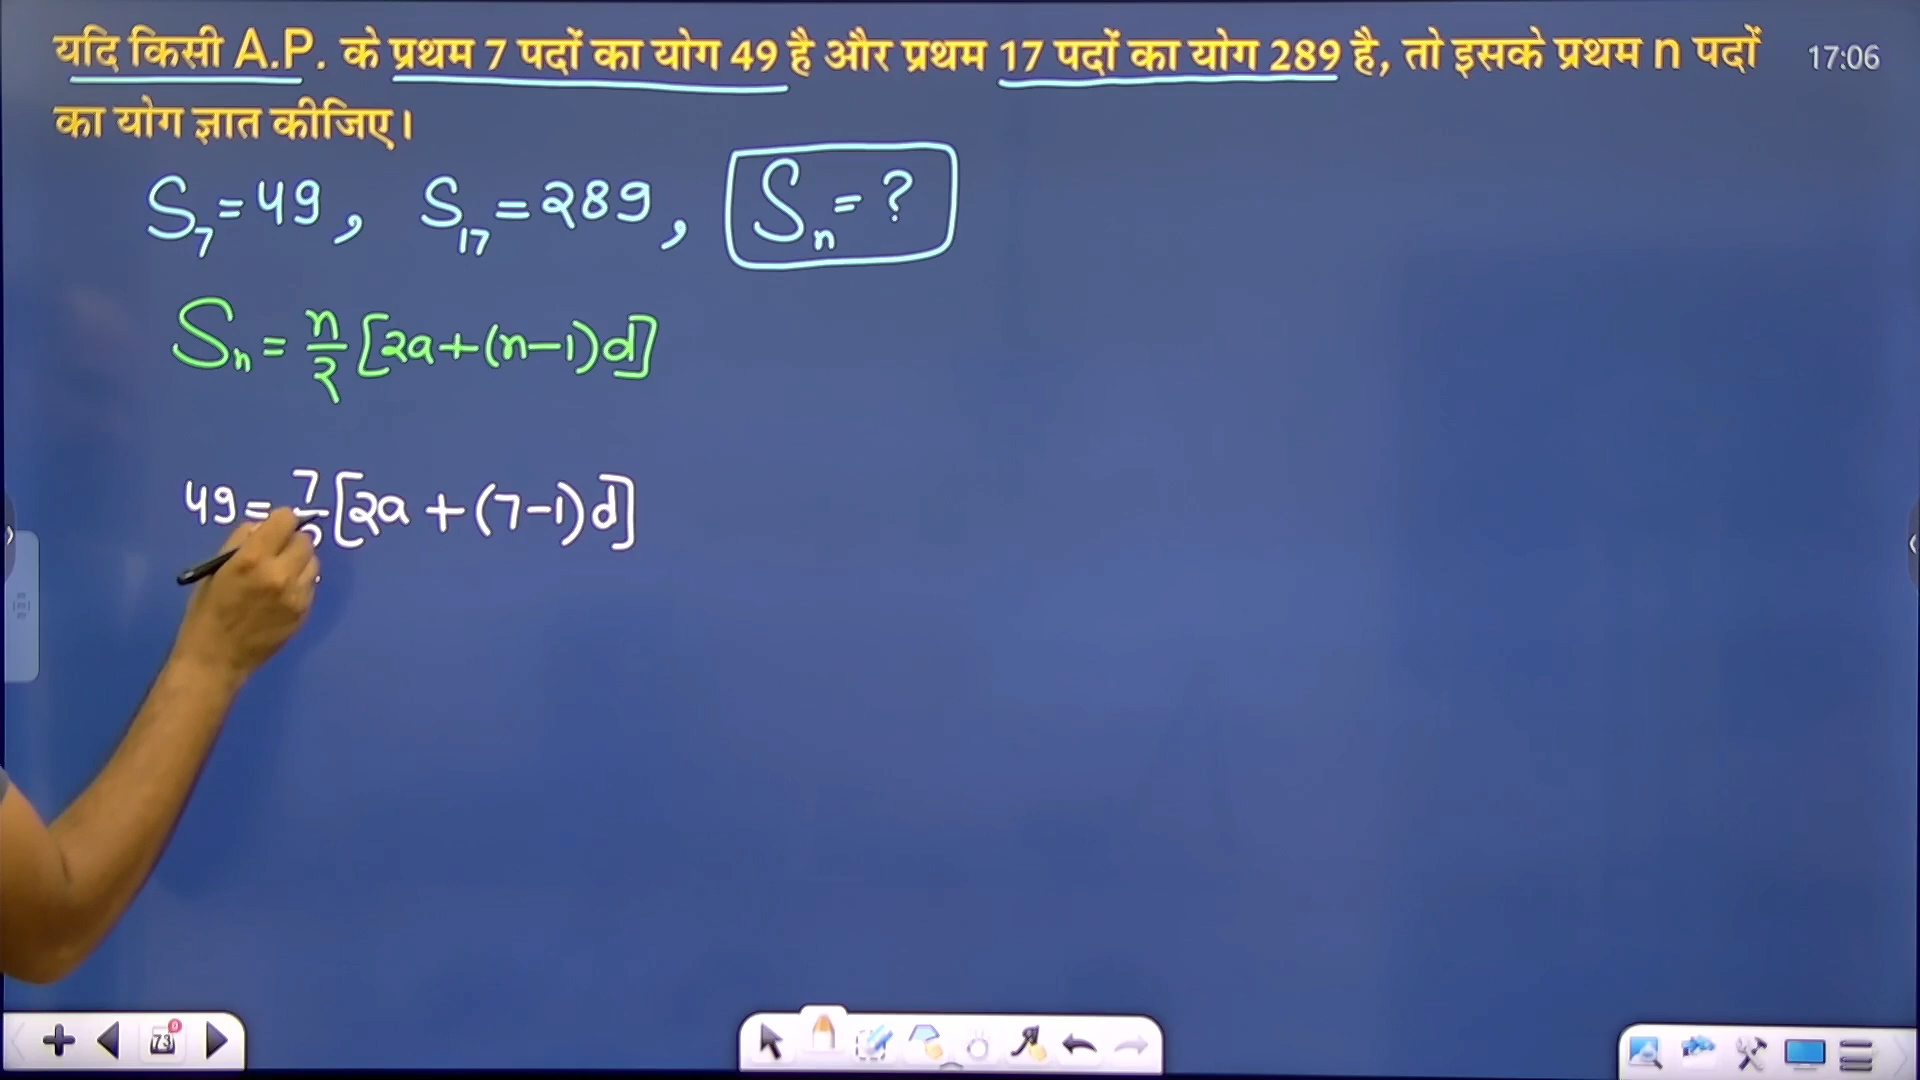 यदि किसी A.P. के प्रथम 7 पदों का योग 49 है और प्रथम 17 पदों का योग 289 है, तो इसके प्रथम n पदों
का योग ज्ञात कीजिए।
17:06
S₇ = 49, S₁₇ = 289, Sₙ = ?
Sₙ = n/2 [2a + (n-1)d]
49 = 7/2 [2a + (7-1)d]
73